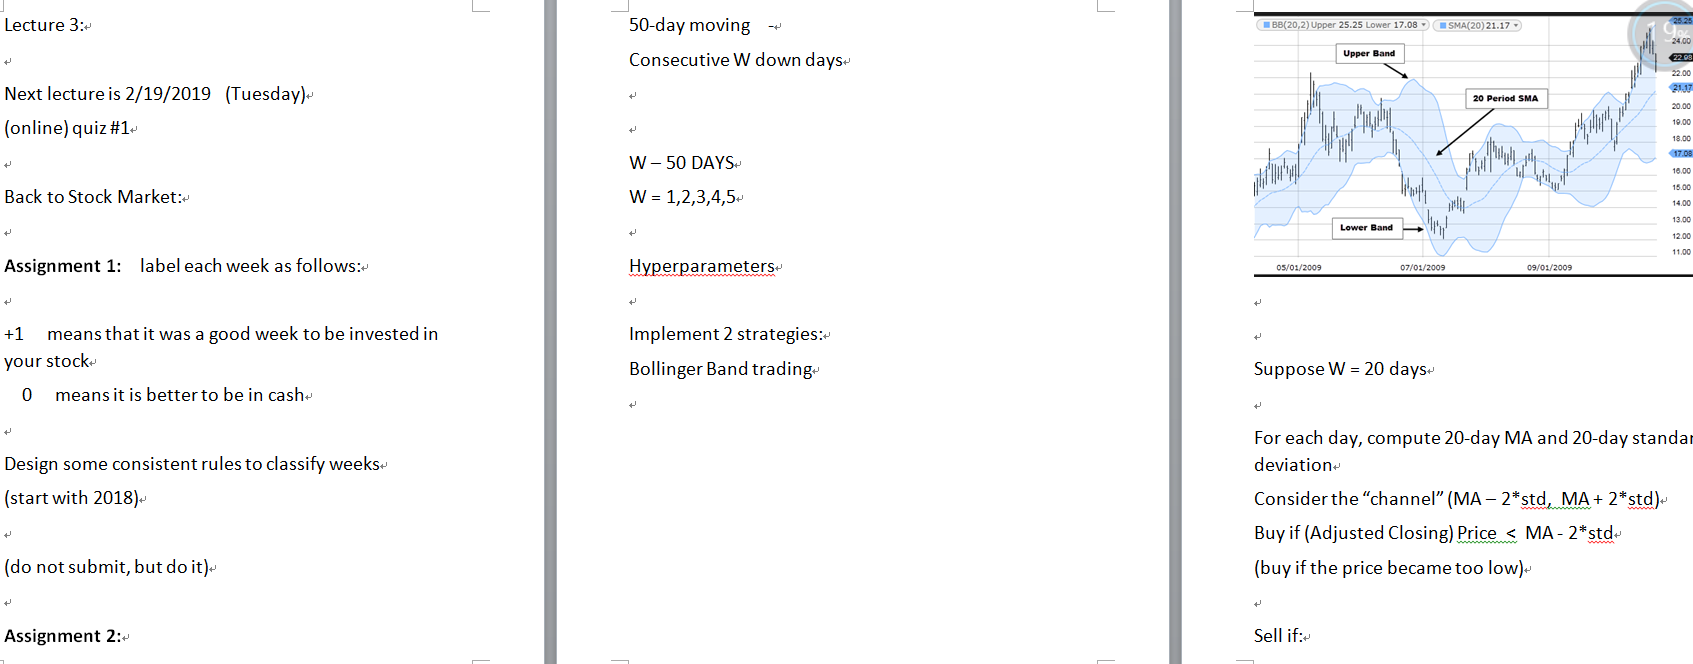 Lecture 3:
Next lecture is 2/19/2019 (Tuesday)
(online) quiz #1
Back to Stock Market:
Assignment 1: label each week as follows:
+1 means that it was a good week to be invested in
your stock
0 means it is better to be in cash
Design some consistent rules to classify weeks
(start with 2018)
(do not submit, but do it)
Assignment 2:
50-day moving -
Consecutive W down days
W – 50 DAYS
W = 1,2,3,4,5
Hyperparameters
Implement 2 strategies:
Bollinger Band trading
BB(20,2) Upper 25.25 Lower 17.08 SMA(20) 21.17
Upper Band
20 Period SMA
Lower Band
25.25
24.00
22.98
22.00
21.17
20.00
19.00
18.00
17.08
16.00
15.00
14.00
13.00
12.00
11.00
05/01/2009 07/01/2009 09/01/2009
Suppose W = 20 days
For each day, compute 20-day MA and 20-day standar
deviation
Consider the “channel” (MA – 2*std, MA + 2*std)
Buy if (Adjusted Closing) Price < MA - 2*std
(buy if the price became too low)
Sell if: